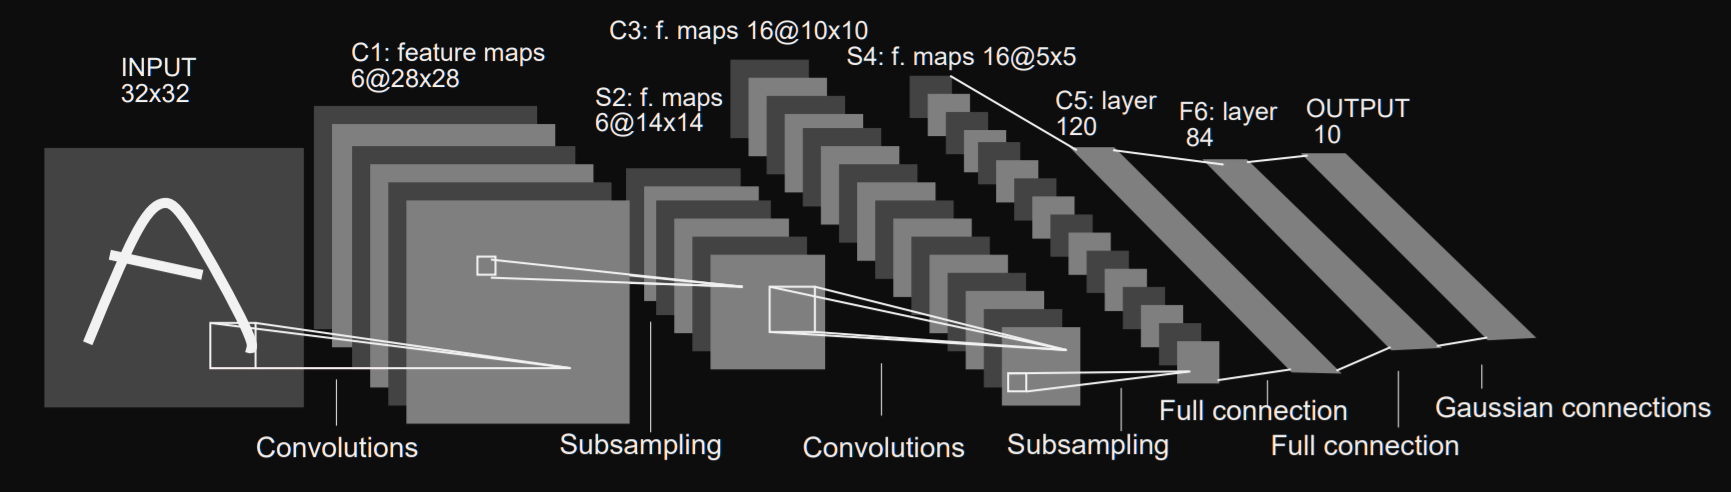 INPUT
32x32
C1: feature maps
6@28x28
C3: f. maps 16@10x10
S2: f. maps
6@14x14
S4: f. maps 16@5x5
C5: layer
120
F6: layer
84
OUTPUT
10
Convolutions
Subsampling
Convolutions
Subsampling
Full connection
Full connection
Gaussian connections